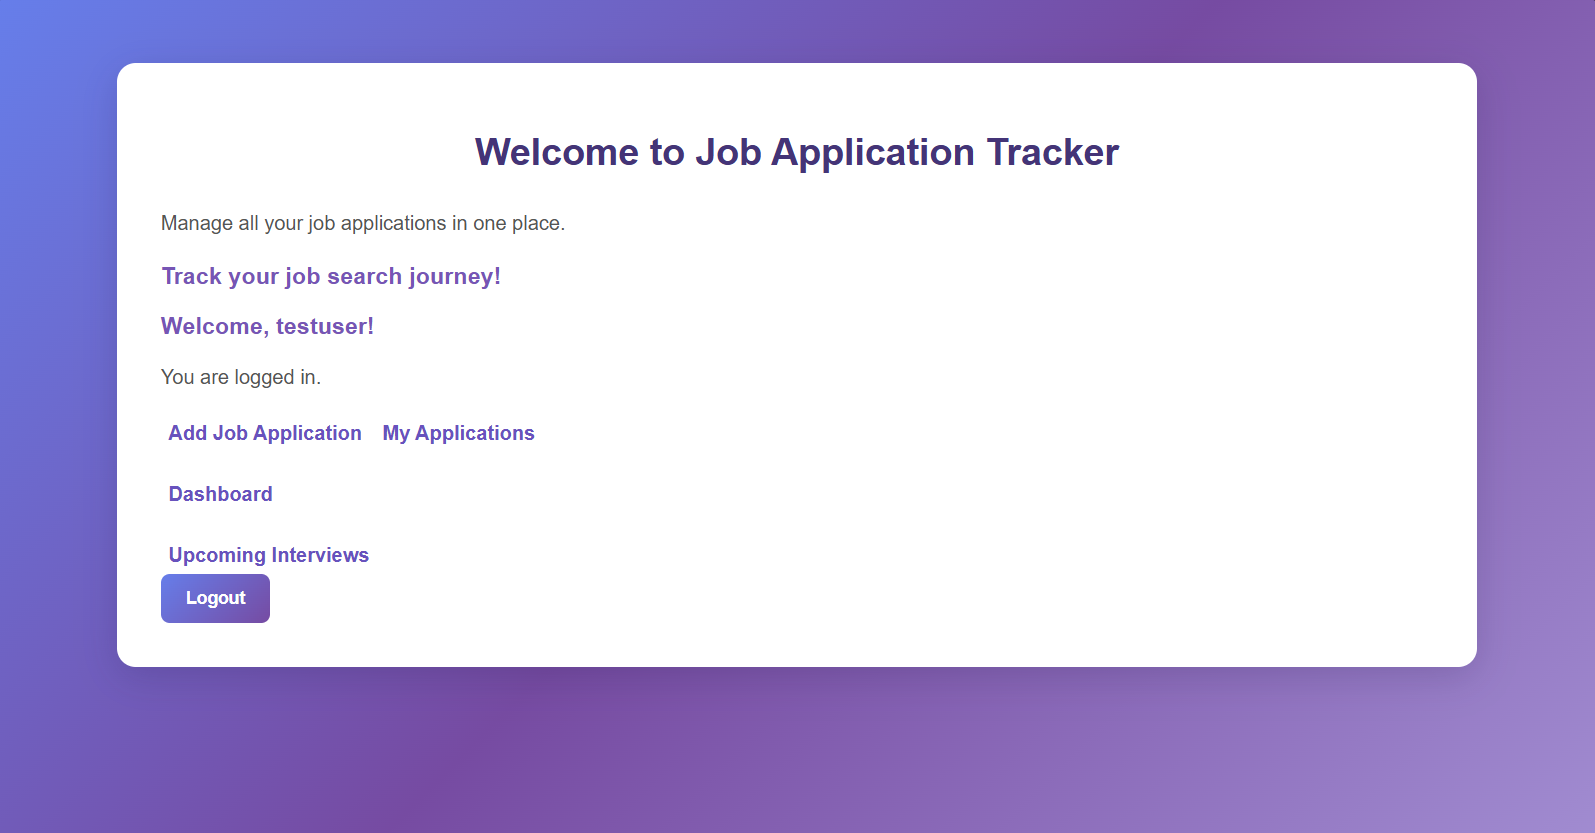 Welcome to Job Application Tracker
Manage all your job applications in one place.
Track your job search journey!
Welcome, testuser!
You are logged in.
Add Job Application My Applications
Dashboard
Upcoming Interviews
Logout